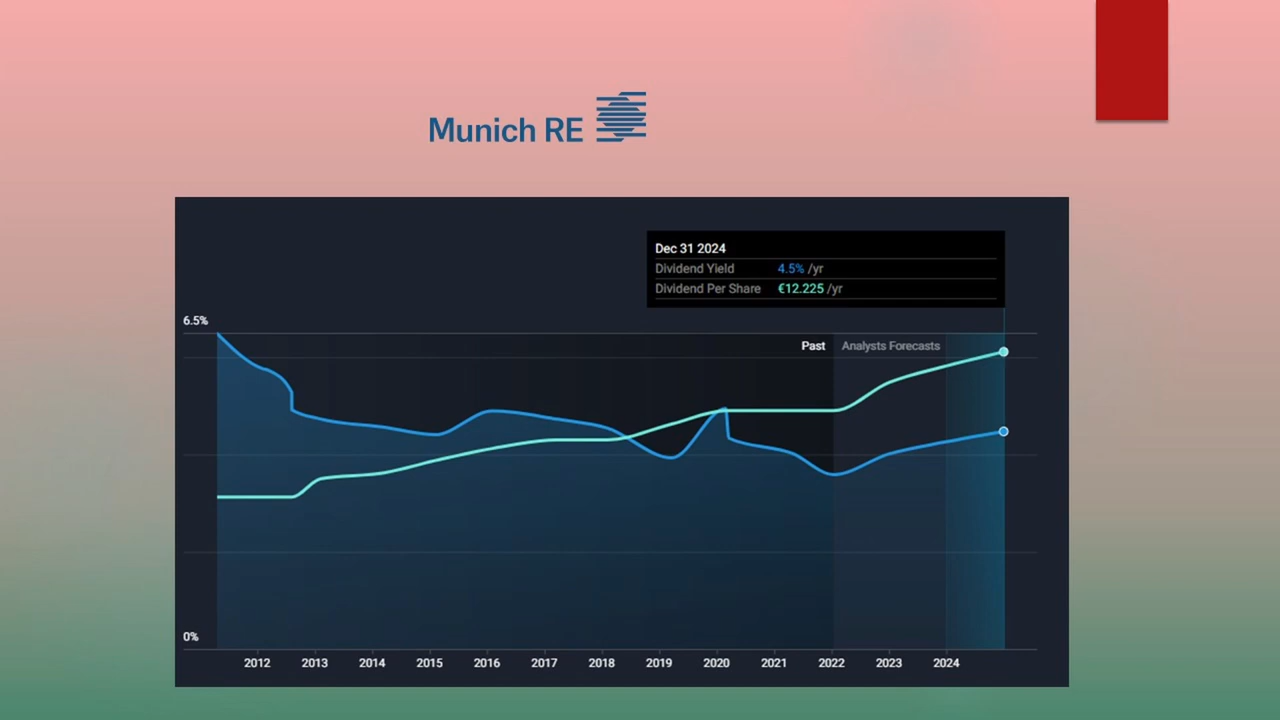 Munich RE
Dec 31 2024
Dividend Yield 4.5% /yr
Dividend Per Share €12.225 /yr
6.5%
Past Analysts Forecasts
0%
2012 2013 2014 2015 2016 2017 2018 2019 2020 2021 2022 2023 2024